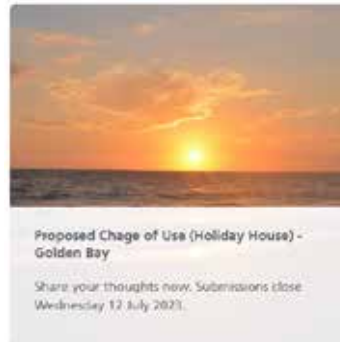 Proposed Chage of Use (Holiday House) -
Golden Bay
Share your thoughts now. Submissions close
Wednesday 12 July 2023.